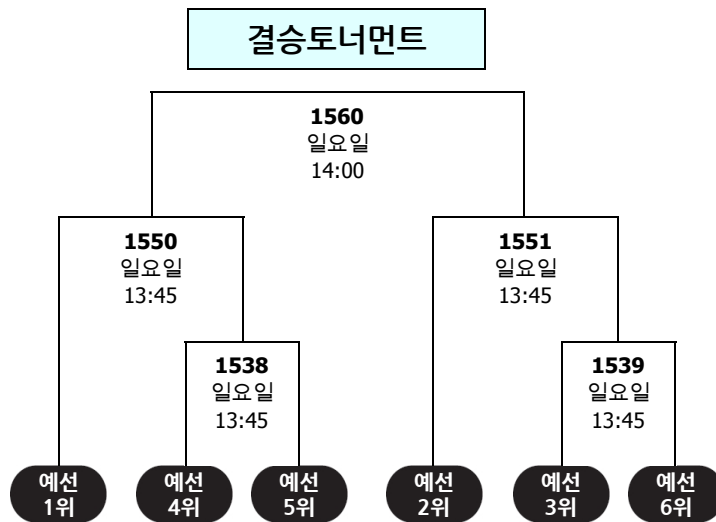 결승토너먼트
1560
일요일
14:00
1550
일요일
13:45
1551
일요일
13:45
1538
일요일
13:45
1539
일요일
13:45
예선
1위
예선
4위
예선
5위
예선
2위
예선
3위
예선
6위